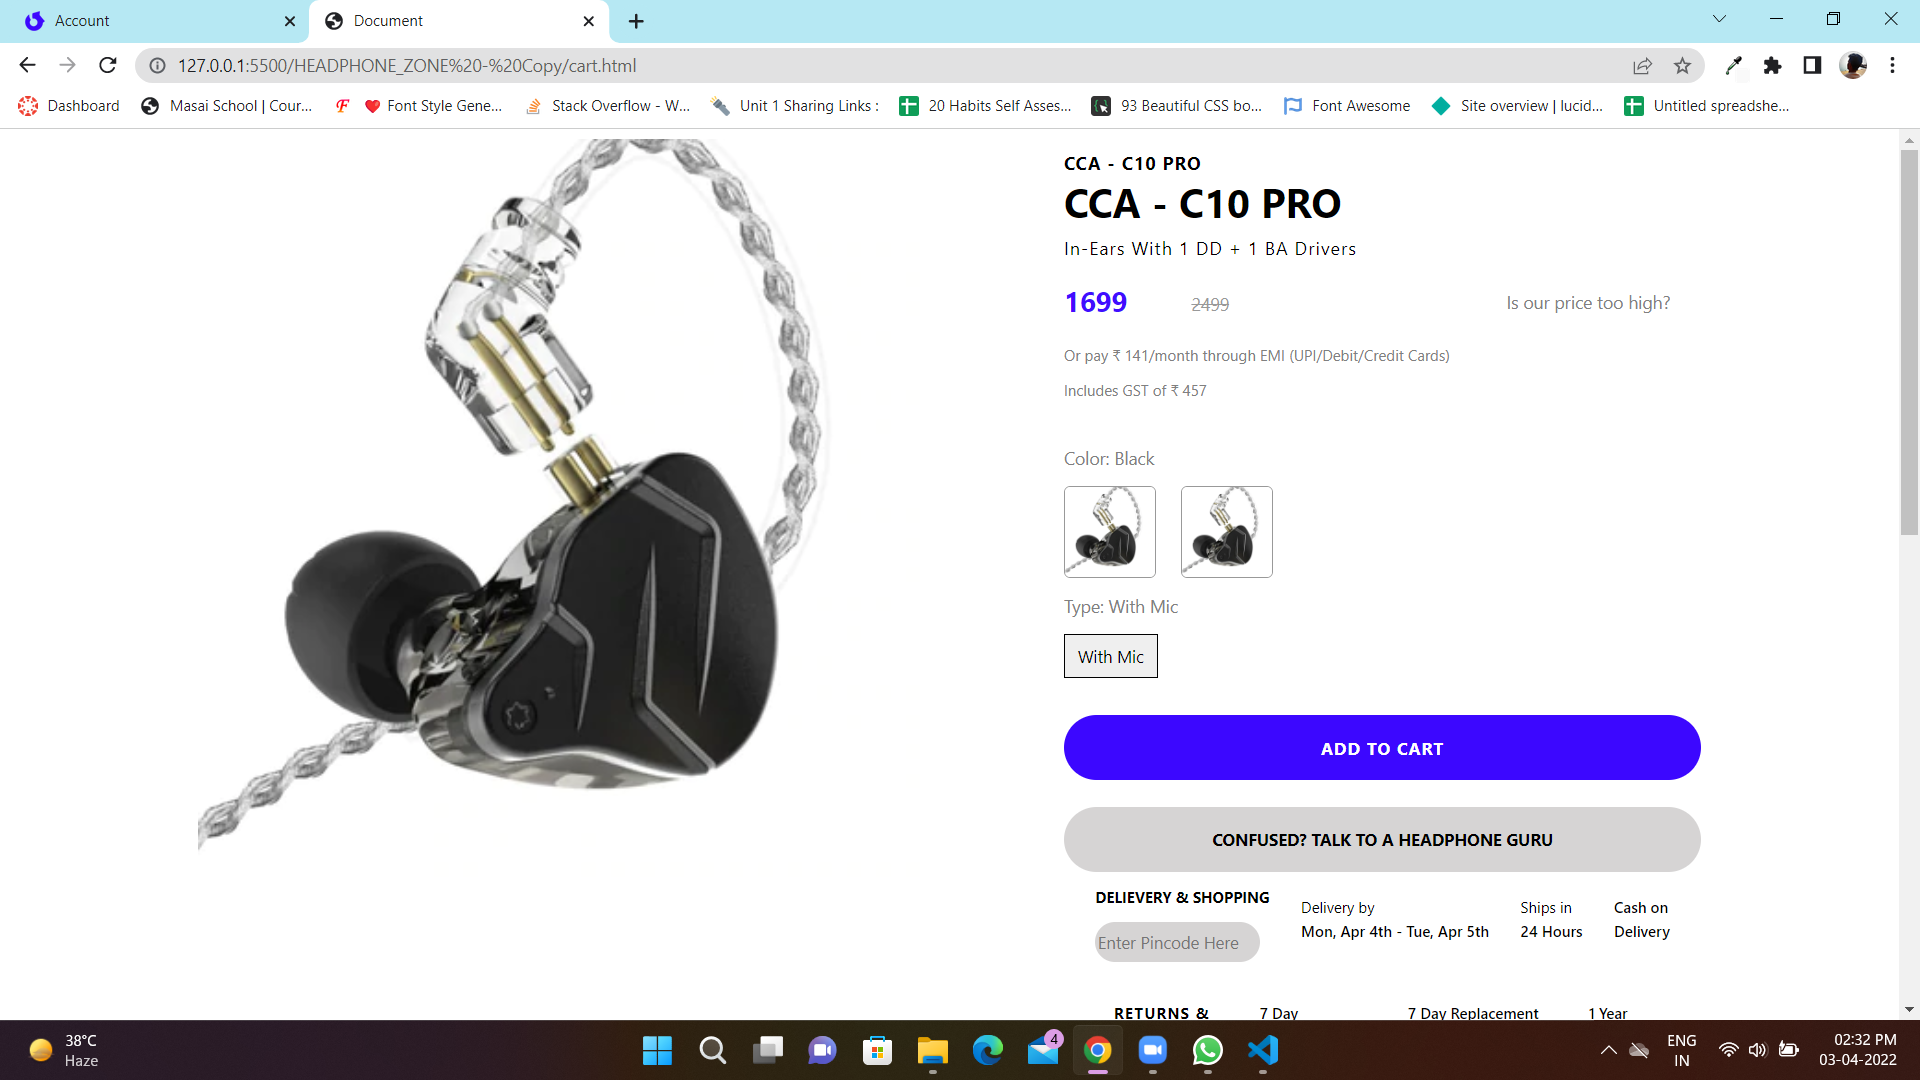 Account
Document
127.0.0.1:5500/HEADPHONE_ZONE%20-%20Copy/cart.html
Dashboard
Masai School | Cour...
Font Style Gene...
Stack Overflow - W...
Unit 1 Sharing Links :
20 Habits Self Asses...
93 Beautiful CSS bo...
Font Awesome
Site overview | lucid...
Untitled spreadshe...
CCA - C10 PRO
CCA - C10 PRO
In-Ears With 1 DD + 1 BA Drivers
1699 2499 Is our price too high?
Or pay ₹ 141/month through EMI (UPI/Debit/Credit Cards)
Includes GST of ₹ 457
Color: Black
Type: With Mic
With Mic
ADD TO CART
CONFUSED? TALK TO A HEADPHONE GURU
DELIEVERY & SHOPPING
Enter Pincode Here
Delivery by
Mon, Apr 4th - Tue, Apr 5th
Ships in
24 Hours
Cash on
Delivery
RETURNS & 7 Day 7 Day Replacement 1 Year
38°C
Haze
4
ENG
IN
02:32 PM
03-04-2022